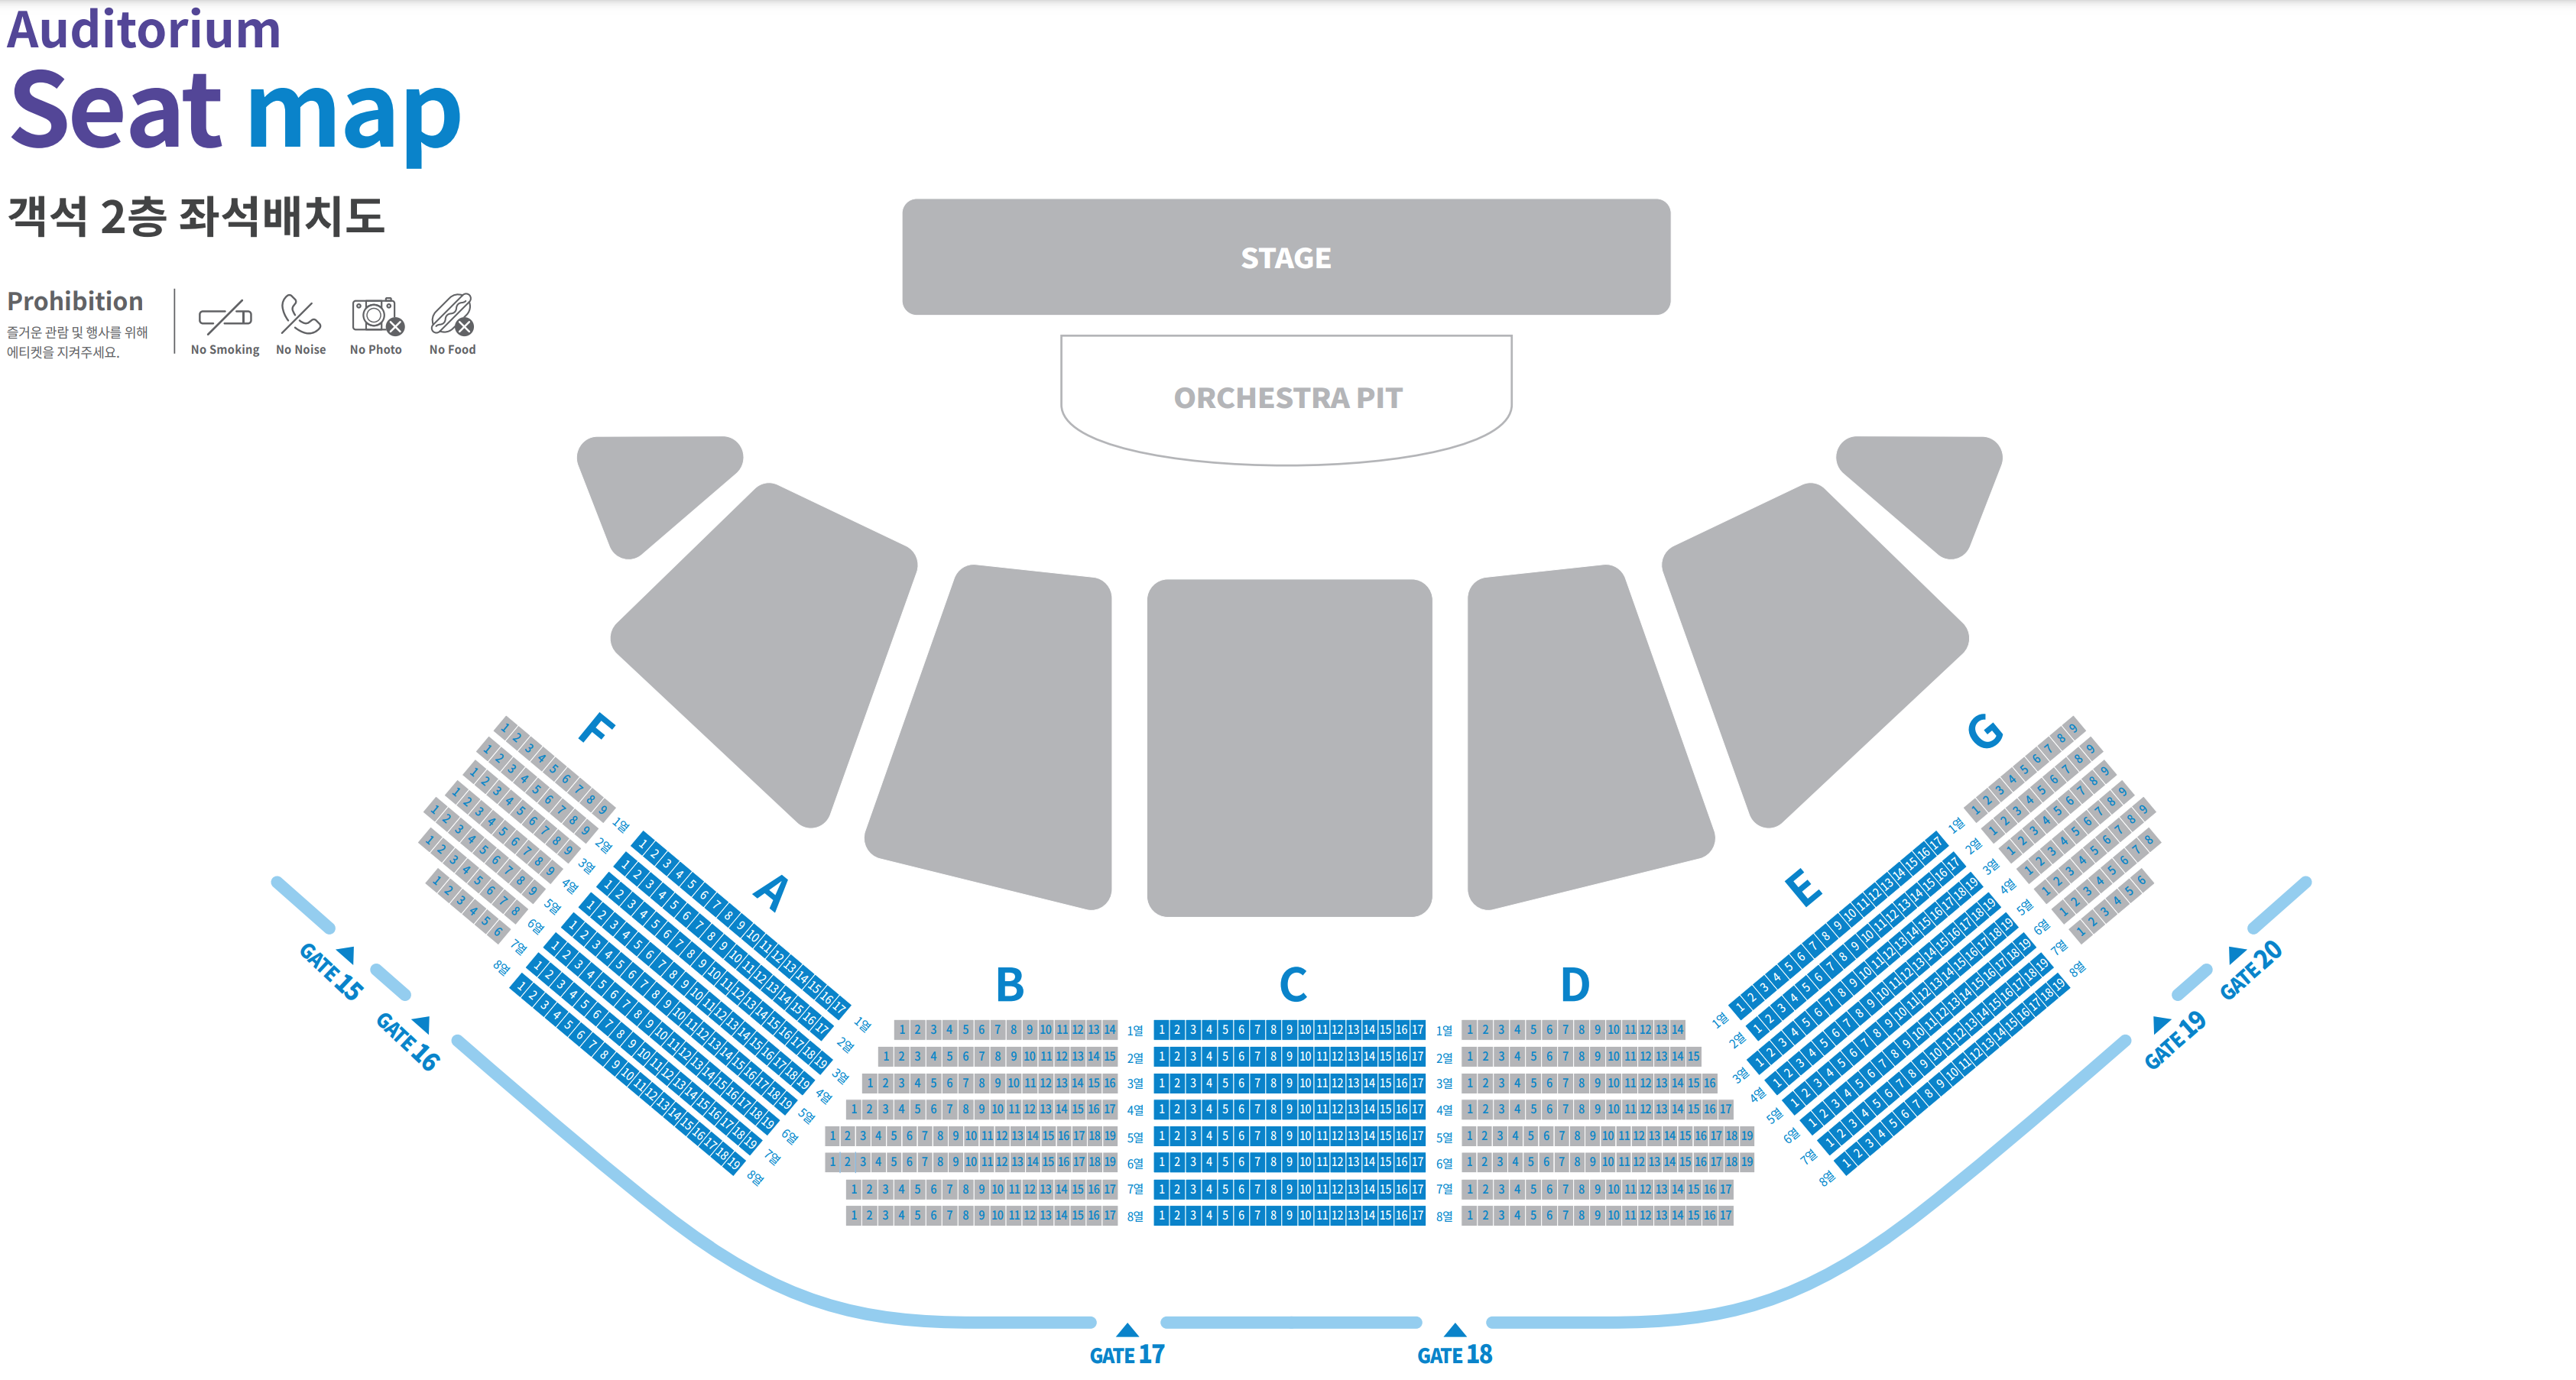 Auditorium
Seat map
객석 2층 좌석배치도
Prohibition
즐거운 관람 및 행사를 위해
에티켓을 지켜주세요.
No Smoking No Noise No Photo No Food
STAGE
ORCHESTRA PIT
F
1 2 3 4 5 6 7 8 9 1열
1 2 3 4 5 6 7 8 9 2열
1 2 3 4 5 6 7 8 9 3열
1 2 3 4 5 6 7 8 9 4열
1 2 3 4 5 6 7 8 9 5열
1 2 3 4 5 6 7 8 6열
1 2 3 4 5 6 7열
8열
A
1 2 3 4 5 6 7 8 9 10 11 12 13 14 15 16 17 1열
1 2 3 4 5 6 7 8 9 10 11 12 13 14 15 16 17 2열
1 2 3 4 5 6 7 8 9 10 11 12 13 14 15 16 17 18 19 3열
1 2 3 4 5 6 7 8 9 10 11 12 13 14 15 16 17 18 19 4열
1 2 3 4 5 6 7 8 9 10 11 12 13 14 15 16 17 18 19 5열
1 2 3 4 5 6 7 8 9 10 11 12 13 14 15 16 17 18 19 6열
1 2 3 4 5 6 7 8 9 10 11 12 13 14 15 16 17 18 19 7열
1 2 3 4 5 6 7 8 9 10 11 12 13 14 15 16 17 18 19 8열
B C D
1 2 3 4 5 6 7 8 9 10 11 12 13 14 1열 1 2 3 4 5 6 7 8 9 10 11 12 13 14 15 16 17 1열 1 2 3 4 5 6 7 8 9 10 11 12 13 14
1 2 3 4 5 6 7 8 9 10 11 12 13 14 15 2열 1 2 3 4 5 6 7 8 9 10 11 12 13 14 15 16 17 2열 1 2 3 4 5 6 7 8 9 10 11 12 13 14 15
1 2 3 4 5 6 7 8 9 10 11 12 13 14 15 16 3열 1 2 3 4 5 6 7 8 9 10 11 12 13 14 15 16 17 3열 1 2 3 4 5 6 7 8 9 10 11 12 13 14 15 16
1 2 3 4 5 6 7 8 9 10 11 12 13 14 15 16 17 4열 1 2 3 4 5 6 7 8 9 10 11 12 13 14 15 16 17 4열 1 2 3 4 5 6 7 8 9 10 11 12 13 14 15 16 17
1 2 3 4 5 6 7 8 9 10 11 12 13 14 15 16 17 18 19 5열 1 2 3 4 5 6 7 8 9 10 11 12 13 14 15 16 17 5열 1 2 3 4 5 6 7 8 9 10 11 12 13 14 15 16 17 18 19
1 2 3 4 5 6 7 8 9 10 11 12 13 14 15 16 17 18 19 6열 1 2 3 4 5 6 7 8 9 10 11 12 13 14 15 16 17 6열 1 2 3 4 5 6 7 8 9 10 11 12 13 14 15 16 17 18 19
1 2 3 4 5 6 7 8 9 10 11 12 13 14 15 16 17 7열 1 2 3 4 5 6 7 8 9 10 11 12 13 14 15 16 17 7열 1 2 3 4 5 6 7 8 9 10 11 12 13 14 15 16 17
1 2 3 4 5 6 7 8 9 10 11 12 13 14 15 16 17 8열 1 2 3 4 5 6 7 8 9 10 11 12 13 14 15 16 17 8열 1 2 3 4 5 6 7 8 9 10 11 12 13 14 15 16 17
E
1열 1 2 3 4 5 6 7 8 9 10 11 12 13 14 15 16 17
2열 1 2 3 4 5 6 7 8 9 10 11 12 13 14 15 16 17
3열 1 2 3 4 5 6 7 8 9 10 11 12 13 14 15 16 17 18 19
4열 1 2 3 4 5 6 7 8 9 10 11 12 13 14 15 16 17 18 19
5열 1 2 3 4 5 6 7 8 9 10 11 12 13 14 15 16 17 18 19
6열 1 2 3 4 5 6 7 8 9 10 11 12 13 14 15 16 17 18 19
7열 1 2 3 4 5 6 7 8 9 10 11 12 13 14 15 16 17 18 19
8열 1 2 3 4 5 6 7 8 9 10 11 12 13 14 15 16 17 18 19
G
1열 1 2 3 4 5 6 7 8 9
2열 1 2 3 4 5 6 7 8 9
3열 1 2 3 4 5 6 7 8 9
4열 1 2 3 4 5 6 7 8 9
5열 1 2 3 4 5 6 7 8 9
6열 1 2 3 4 5 6 7 8
7열 1 2 3 4 5 6
8열
GATE 15
GATE 16
GATE 17
GATE 18
GATE 19
GATE 20